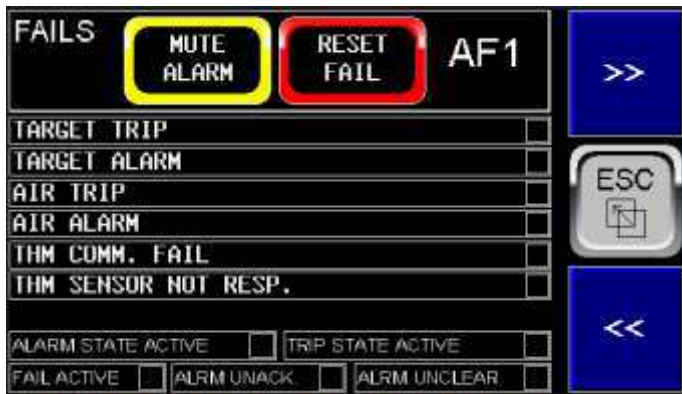 FAILS
MUTE
ALARM
RESET
FAIL
AF1
>>
TARGET TRIP
TARGET ALARM
AIR TRIP
AIR ALARM
THM COMM. FAIL
THM SENSOR NOT RESP.
ESC
<<
ALARM STATE ACTIVE
TRIP STATE ACTIVE
FAIL ACTIVE
ALRM UNACK.
ALRM UNCLEAR